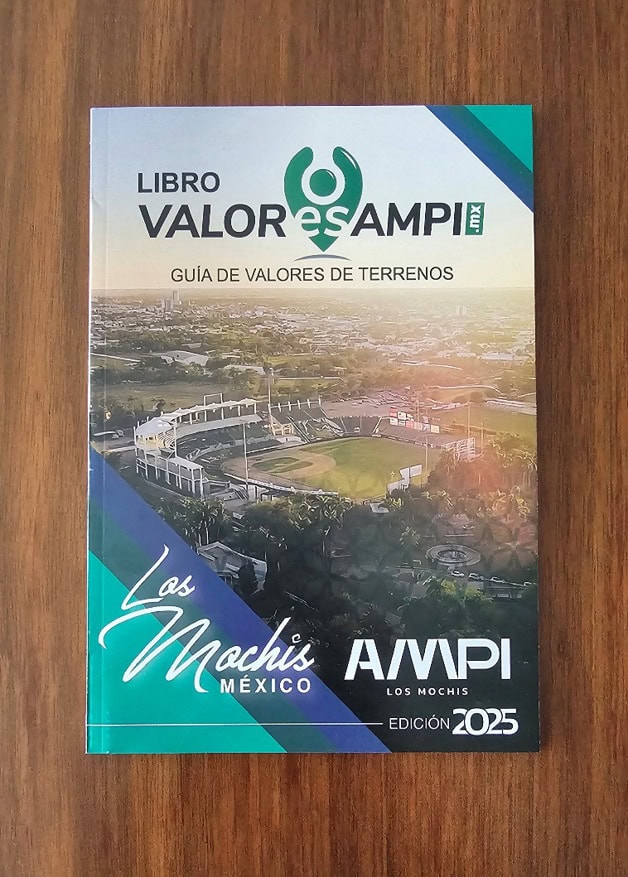 LIBRO
VALOResAMPI.mx
GUÍA DE VALORES DE TERRENOS
Los
Mochis
MÉXICO
AMPI
LOS MOCHIS
EDICIÓN 2025